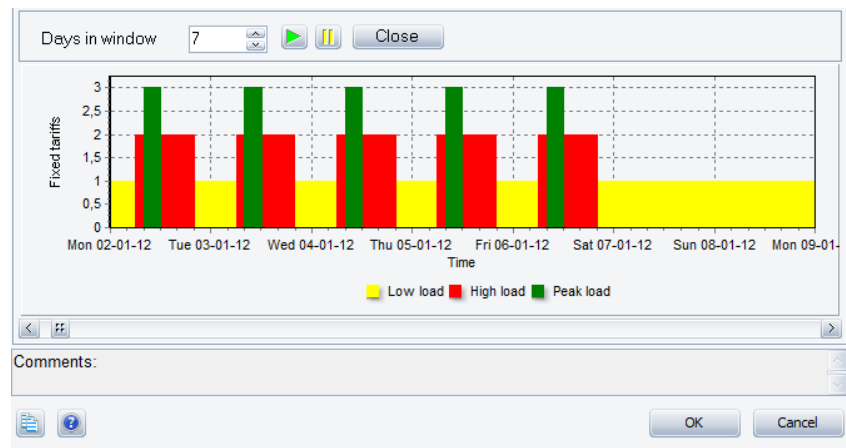 Days in window 7 Close
3
2,5
2
1,5
1
0,5
0
Fixed tariffs
Mon 02-01-12 Tue 03-01-12 Wed 04-01-12 Thu 05-01-12 Fri 06-01-12 Sat 07-01-12 Sun 08-01-12 Mon 09-01-
Time
Low load High load Peak load
Comments:
OK Cancel